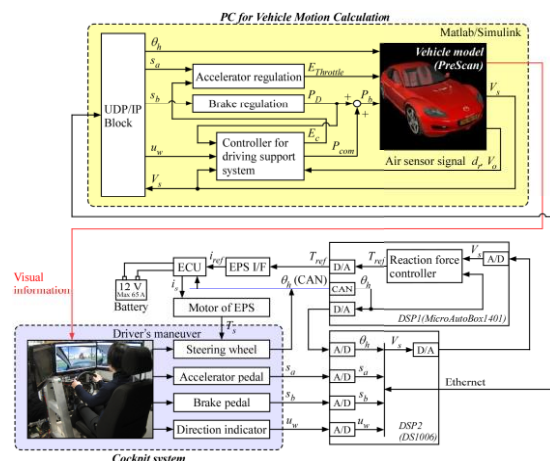 PC for Vehicle Motion Calculation
Matlab/Simulink
θh
Vehicle model
(PreScan)
sa
Accelerator regulation
EThrottle
UDP/IP
Block
sb
Brake regulation
PD
+
+
Pb
Vs
Controller for
driving support
system
Ec
Pcom
uw
Air sensor signal dr, Vo
Vs
Visual
information
12 V
Max 65A
Battery
ECU
iref
EPS I/F
Tref
D/A
Tref
Reaction force
controller
Vs
A/D
is
θh (CAN)
CAN
θh
Motor of EPS
D/A
DSP1(MicroAutoBox1401)
Driver's maneuver
Ts
Steering wheel
A/D
θh
Vs
D/A
Accelerator pedal
sa
A/D
sa
Ethernet
Brake pedal
sb
A/D
sb
DSP2
(DS1006)
Direction indicator
uw
A/D
uw
Cockpit system